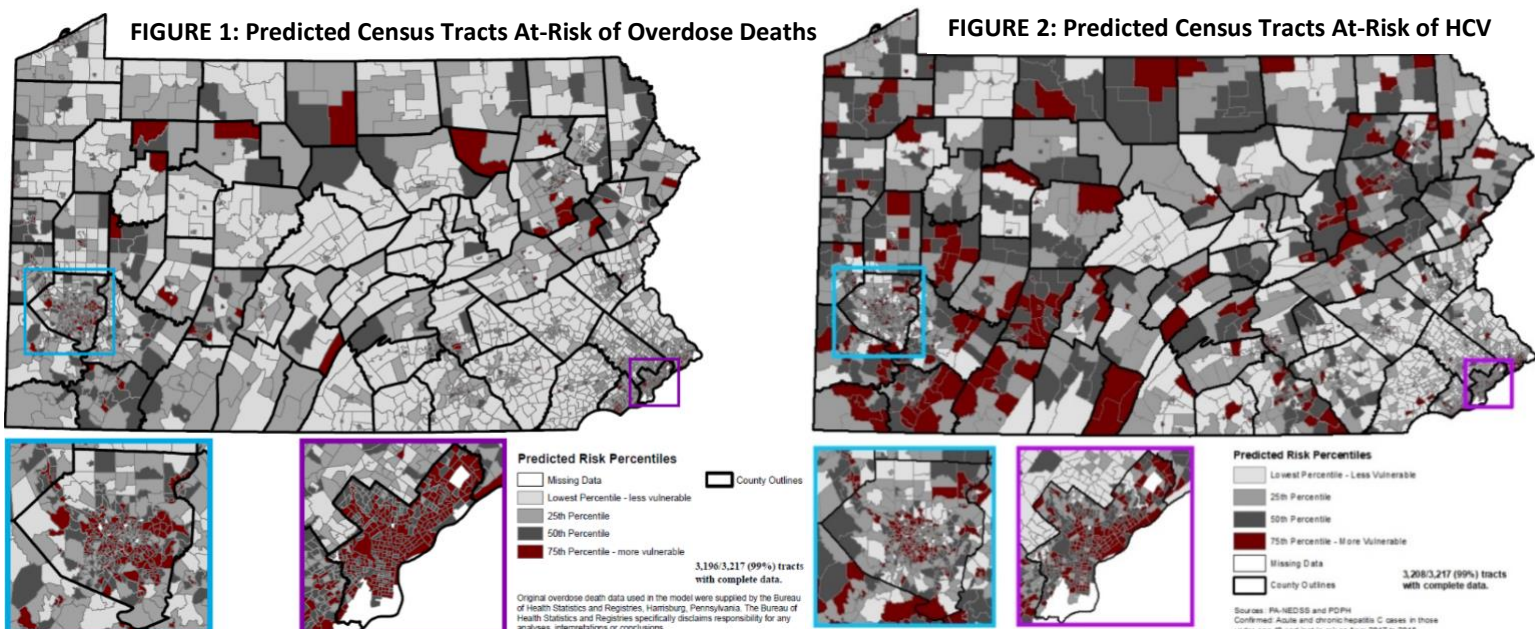 FIGURE 1: Predicted Census Tracts At-Risk of Overdose Deaths
Predicted Risk Percentiles
Missing Data
County Outlines
Lowest Percentile - less vulnerable
25th Percentile
50th Percentile
75th Percentile - more vulnerable
3,196/3,217 (99%) tracts
with complete data.
Original overdose death data used in the model were supplied by the Bureau
of Health Statistics and Registries, Harrisburg, Pennsylvania. The Bureau of
Health Statistics and Registries specifically disclaims responsibility for any
analyses, interpretations or conclusions.
FIGURE 2: Predicted Census Tracts At-Risk of HCV
Predicted Risk Percentiles
Lowest Percentile - Less Vulnerable
25th Percentile
50th Percentile
75th Percentile - More Vulnerable
Missing Data
County Outlines
3,208/3,217 (99%) tracts
with complete data.
Sources: PA-NEDSS and PDPH
Confirmed: Acute and chronic hepatitis C cases in those